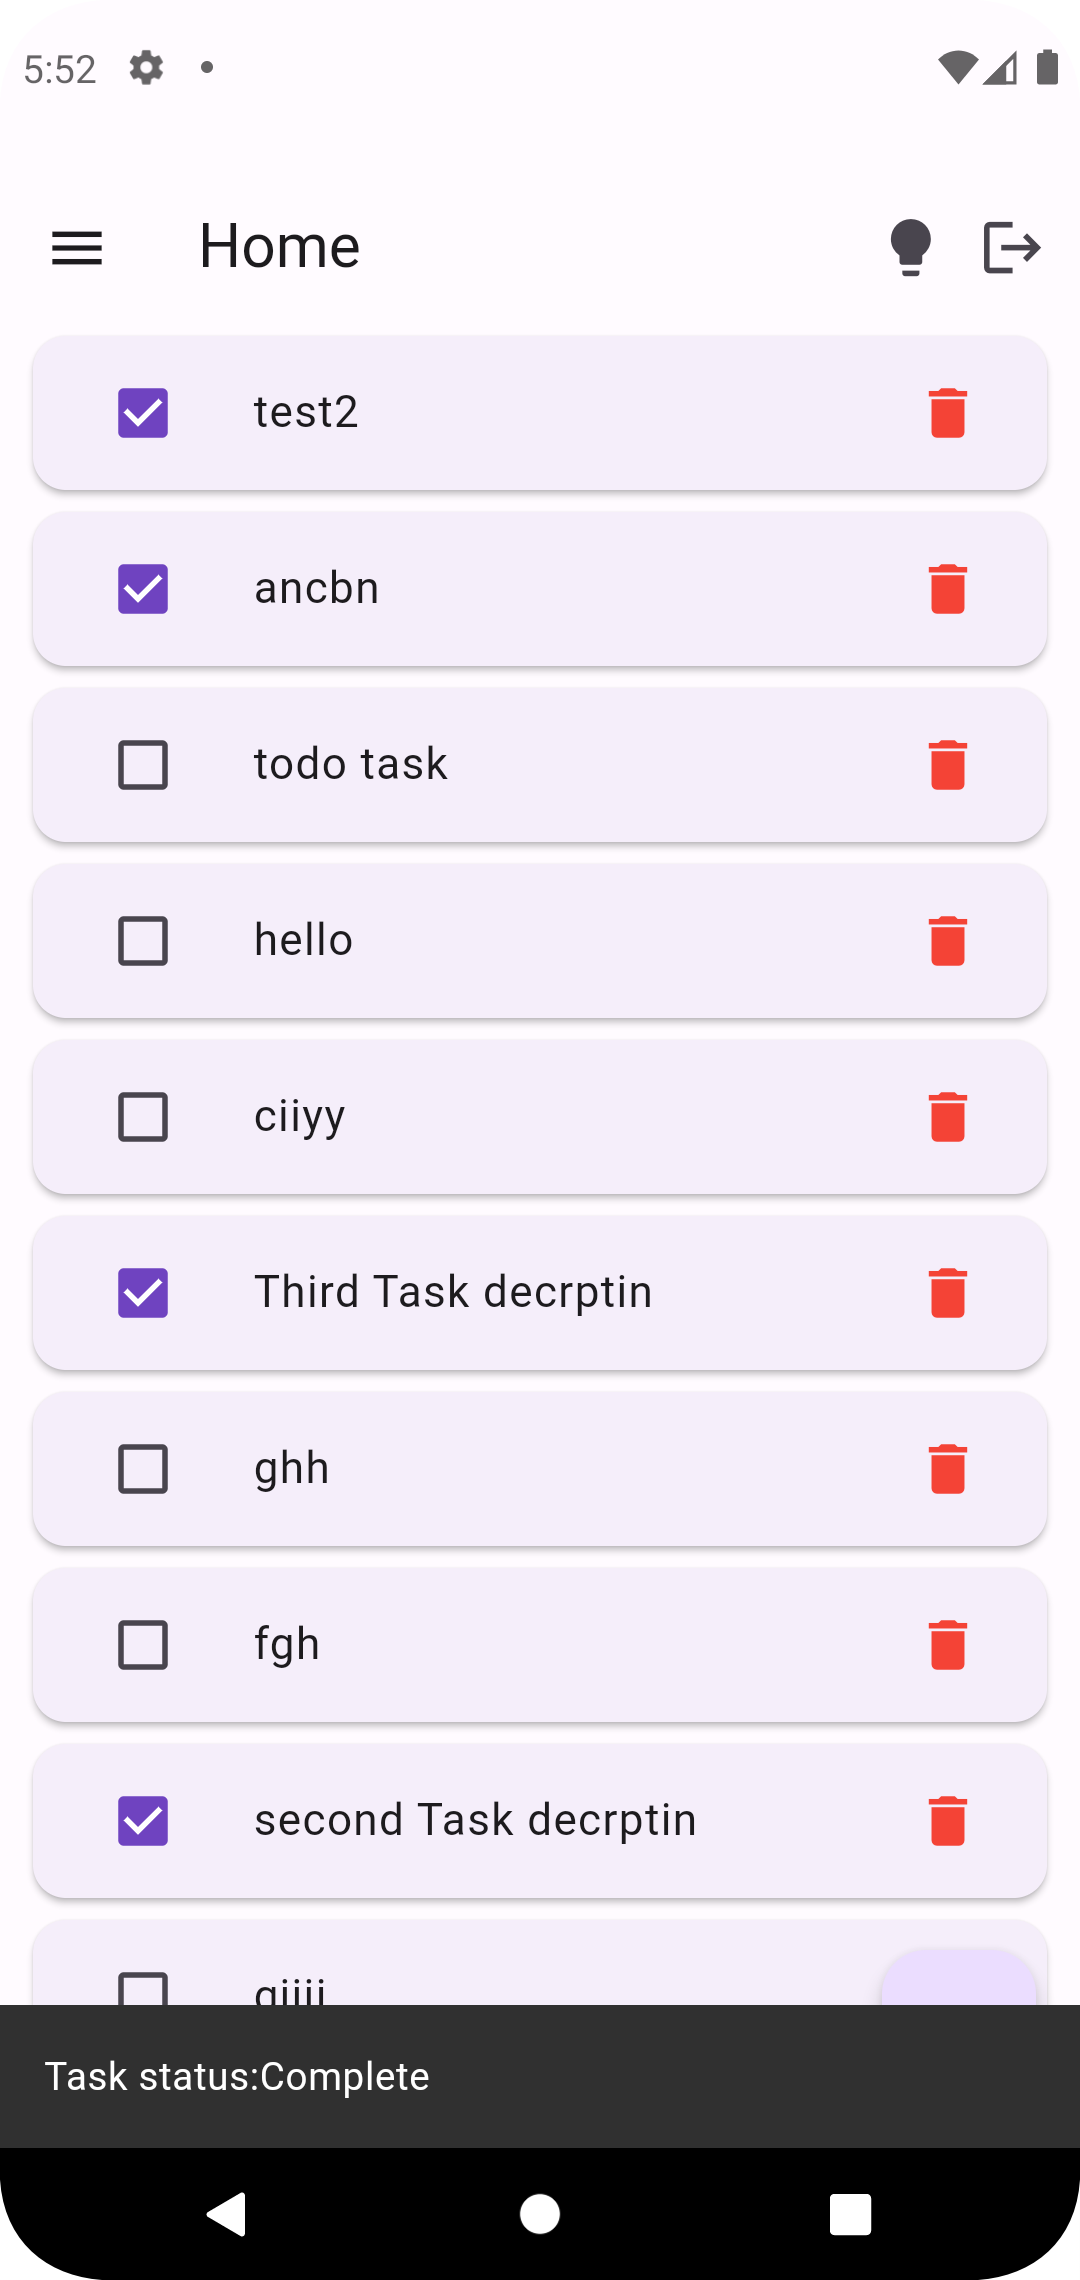 5:52
Home
test2
ancbn
todo task
hello
ciiyy
Third Task decrptin
ghh
fgh
second Task decrptin
Task status:Complete